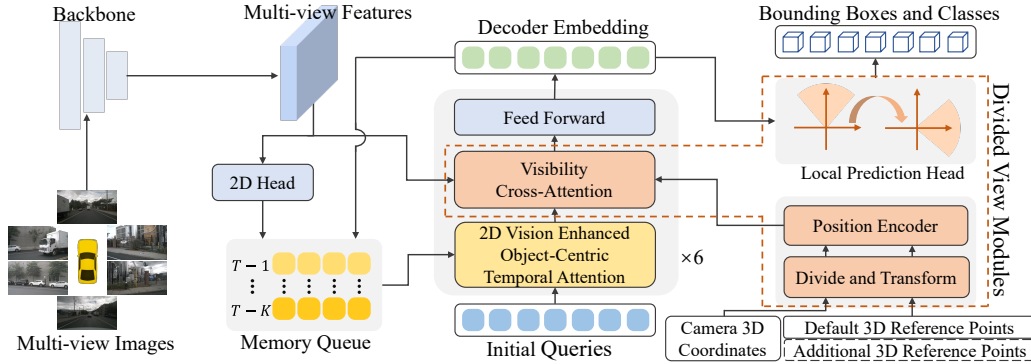 Backbone
Multi-view Features
Decoder Embedding
Bounding Boxes and Classes
Feed Forward
Visibility
Cross-Attention
2D Head
2D Vision Enhanced
Object-Centric
Temporal Attention
×6
T − 1
T − K
Memory Queue
Multi-view Images
Initial Queries
Local Prediction Head
Position Encoder
Divide and Transform
Divided View Modules
Camera 3D
Coordinates
Default 3D Reference Points
Additional 3D Reference Points